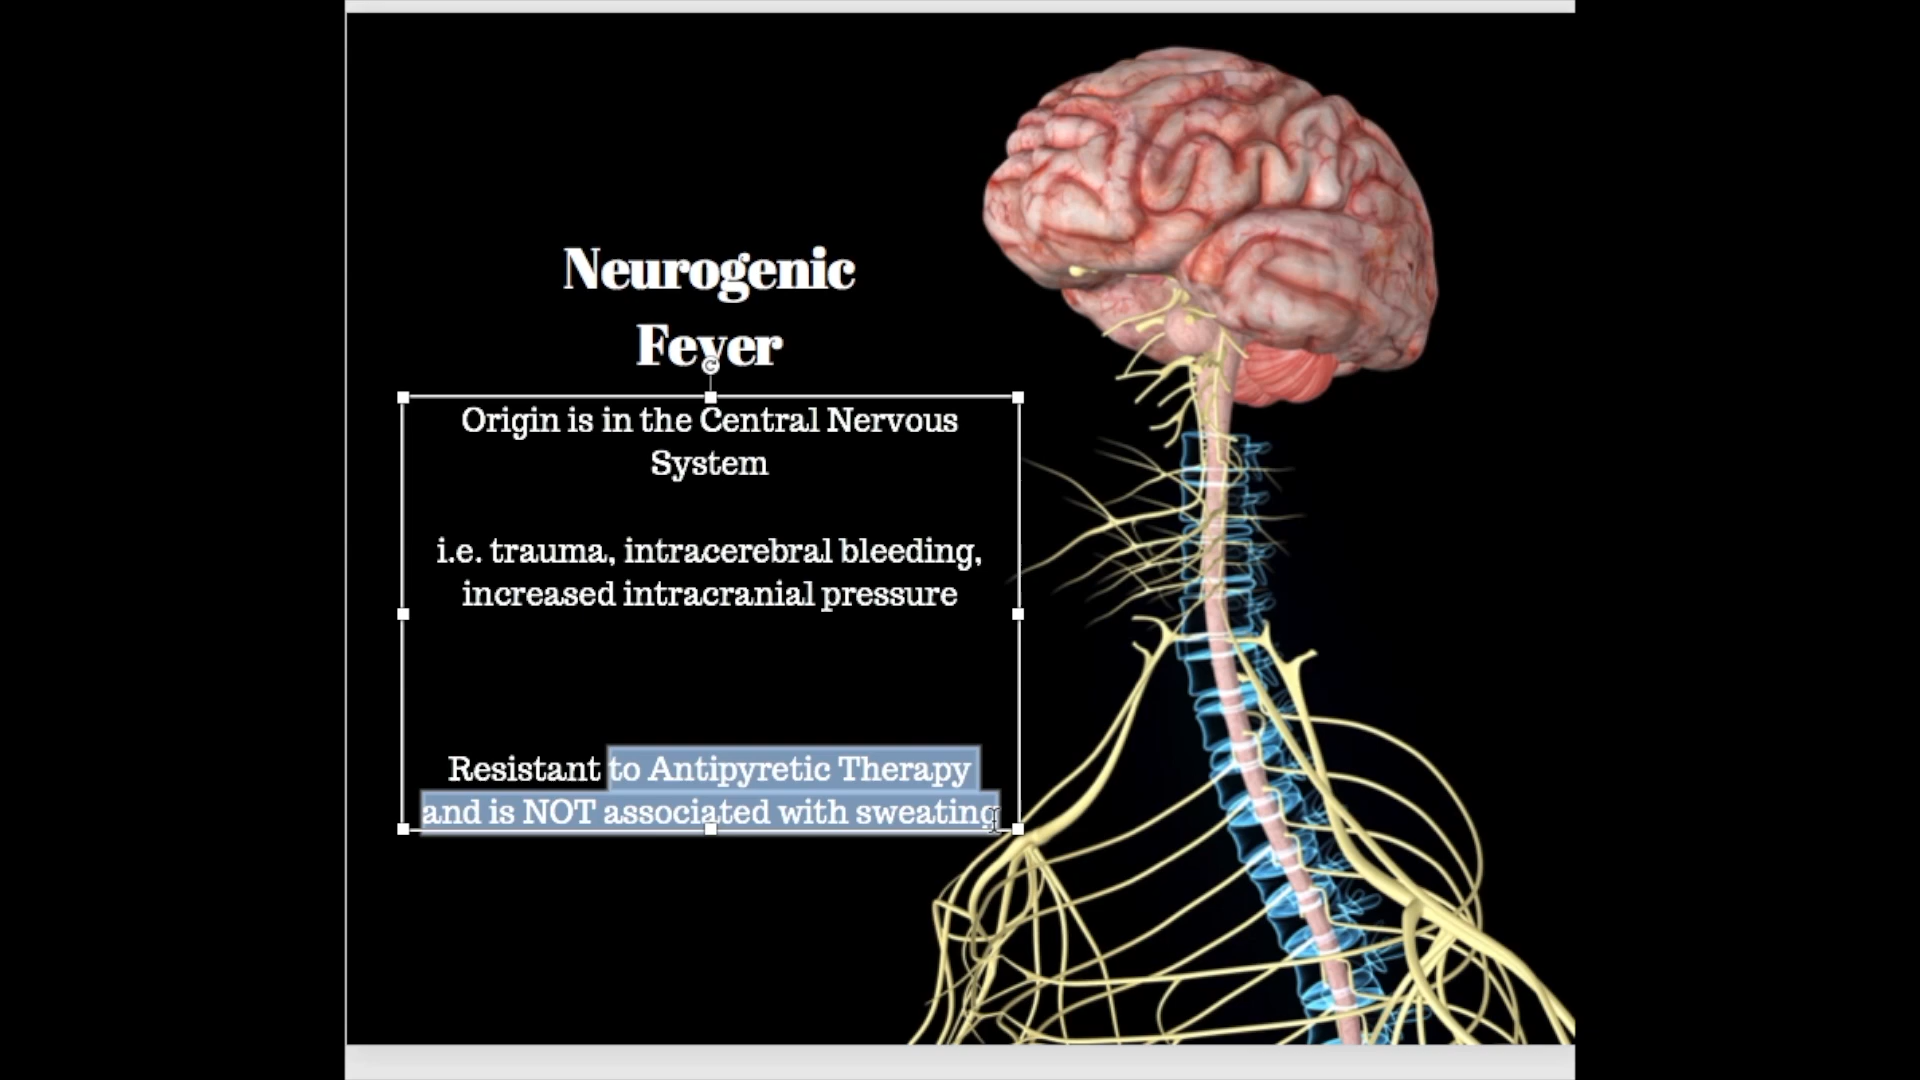 Neurogenic
Fever
Origin is in the Central Nervous
System
i.e. trauma, intracerebral bleeding,
increased intracranial pressure
Resistant to Antipyretic Therapy
and is NOT associated with sweating